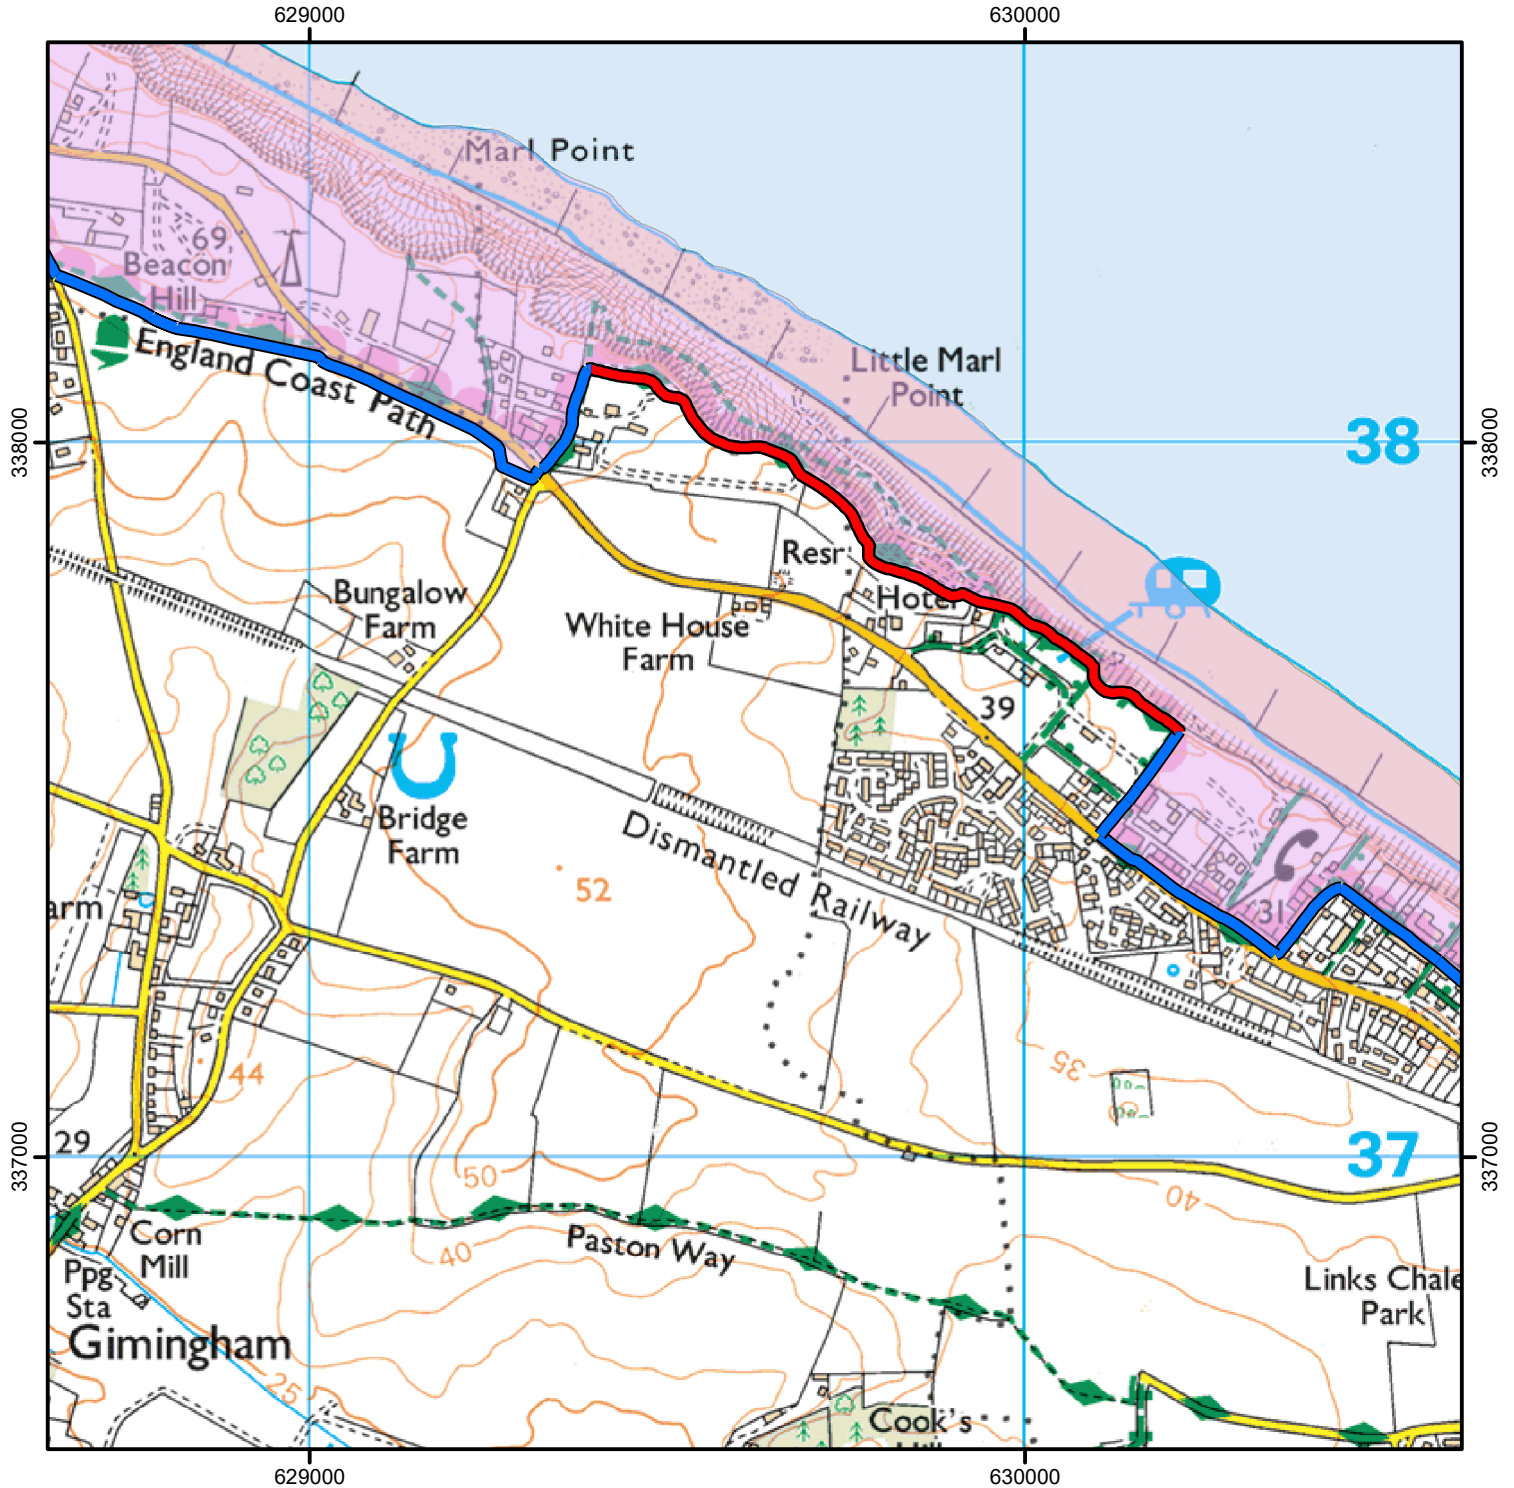 629000
630000
Marl Point
69
Beacon
Hill
England Coast Path
Little Marl
Point
338000
38
338000
Resr
Hotel
Bungalow
Farm
White House
Farm
39
Bridge
Farm
52
Dismantled Railway
31
arm
44
35
29
337000
37
337000
50
40
40
Corn
Mill
Paston Way
Ppg
Sta
Links Chale
Park
Gimingham
25
Cook's
629000
630000